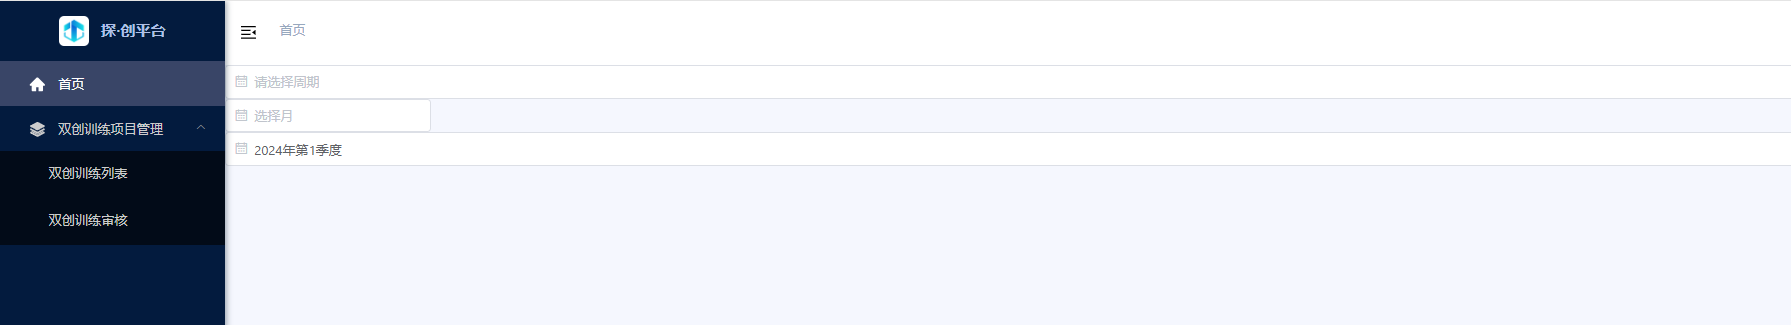 探·创平台
首页
首页
双创训练项目管理
双创训练列表
双创训练审核
请选择周期
选择月
2024年第1季度